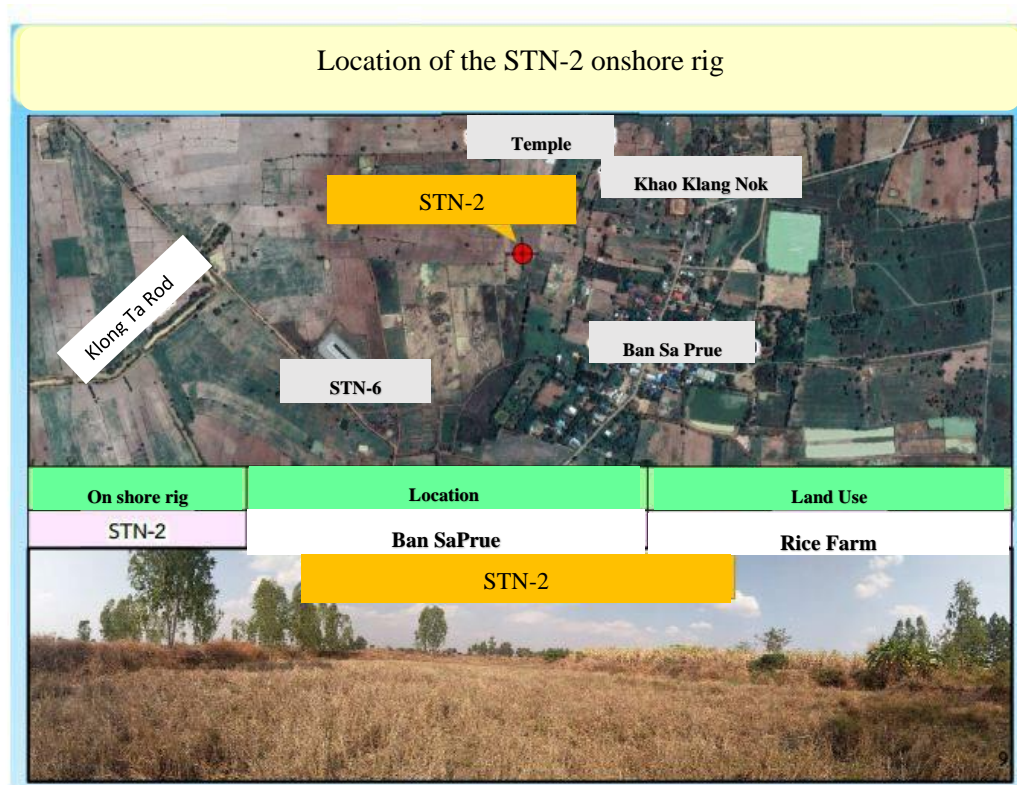 Location of the STN-2 onshore rig
Temple
Khao Klang Nok
STN-2
Klong Ta Rod
Ban Sa Prue
STN-6
On shore rig
Location
Land Use
STN-2
Ban SaPrue
Rice Farm
STN-2
9